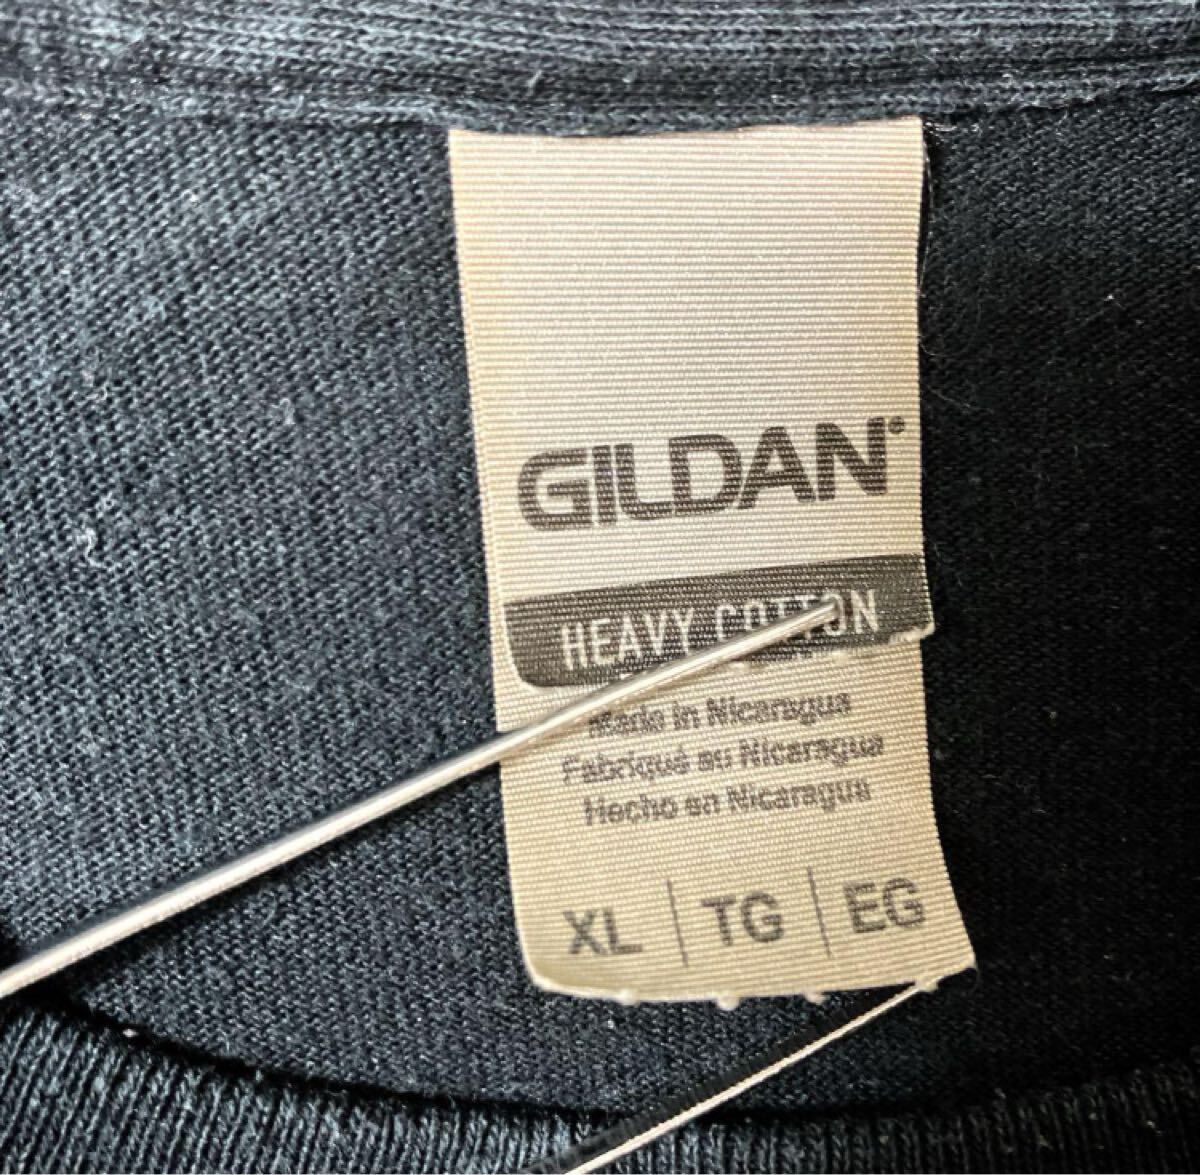 GILDAN®
HEAVY COTTON
Made in Nicaragua
Fabriqué au Nicaragua
Hecho en Nicaragua
XL | TG | EG